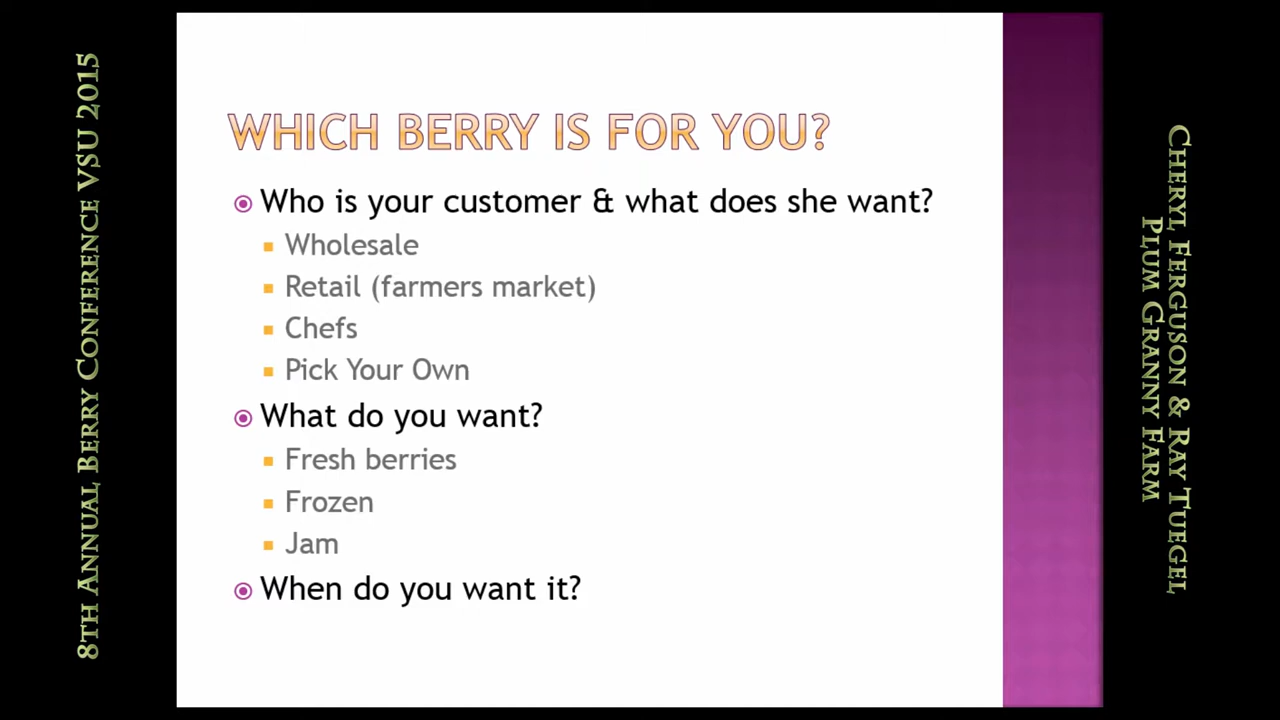 8TH ANNUAL BERRY CONFERENCE VSU 2015
WHICH BERRY IS FOR YOU?
Who is your customer & what does she want?
Wholesale
Retail (farmers market)
Chefs
Pick Your Own
What do you want?
Fresh berries
Frozen
Jam
When do you want it?
CHERYL FERGUSON & RAY TUEGEL
PLUM GRANNY FARM